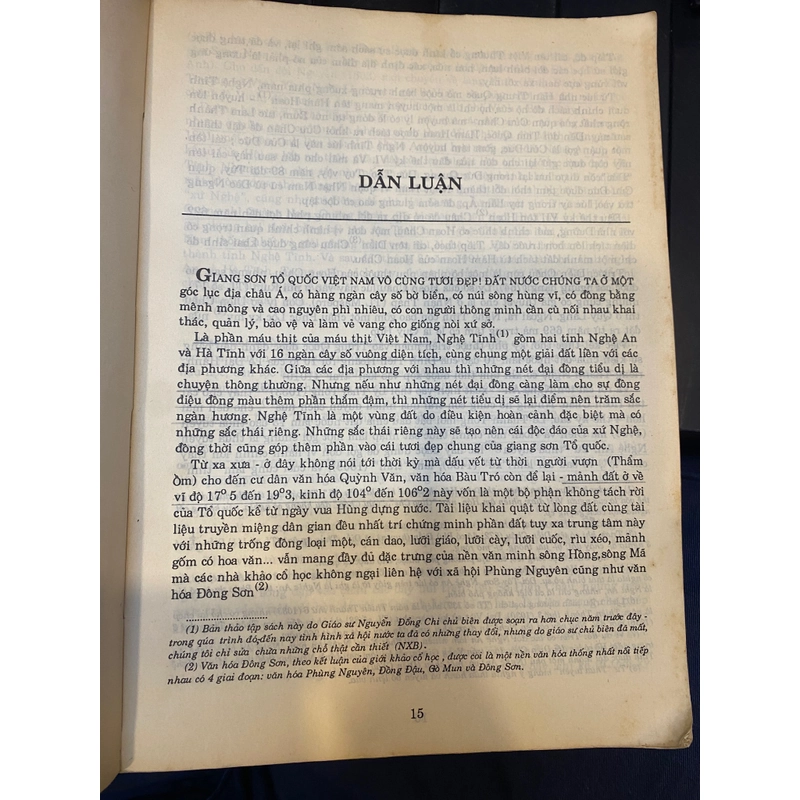 DẪN LUẬN
GIANG SƠN TỔ QUỐC VIỆT NAM VÔ CÙNG TƯƠI ĐẸP! ĐẤT NƯỚC CHÚNG TA Ở MỘT
góc lục địa châu Á, có hàng ngàn cây số bờ biển, có núi sông hùng vĩ, có đồng bằng
mênh mông và cao nguyên phì nhiêu, có con người thông minh cần cù nối nhau khai
thác, quản lý, bảo vệ và làm vẻ vang cho giống nòi xứ sở.
Là phần máu thịt của máu thịt Việt Nam, Nghệ Tĩnh(1) gồm hai tỉnh Nghệ An
và Hà Tĩnh với 16 ngàn cây số vuông diện tích, cùng chung một giải đất liền với các
địa phương khác. Giữa các địa phương với nhau thì những nét đại đồng tiểu dị là
chuyện thông thường. Nhưng nếu như những nét đại đồng càng làm cho sự đồng
điệu đồng màu thêm phần thắm đậm, thì những nét tiểu dị sẽ lại điểm nên trăm sắc
ngàn hương. Nghệ Tĩnh là một vùng đất do điều kiện hoàn cảnh đặc biệt mà có
những sắc thái riêng. Những sắc thái riêng này sẽ tạo nên cái độc đáo của xứ Nghệ,
đồng thời cũng góp thêm phần vào cái tươi đẹp chung của giang sơn Tổ quốc.
Từ xa xưa - ở đây không nói tới thời kỳ mà dấu vết từ thời người vượn (Thẩm
Ồm) cho đến cư dân văn hóa Quỳnh Văn, văn hóa Bàu Tró còn để lại - mảnh đất ở về
vĩ độ 17º 5 đến 19º3, kinh độ 104º đến 106º2 này vốn là một bộ phận không tách rời
của Tổ quốc kể từ ngày vua Hùng dựng nước. Tài liệu khai quật từ lòng đất cùng tài
liệu truyền miệng dân gian đều nhất trí chứng minh phần đất tuy xa trung tâm này
với những trống đồng loại một, cán dao, lưỡi giáo, lưỡi cày, lưỡi cuốc, rìu xéo, mảnh
gốm có hoa văn... vẫn mang đầy đủ đặc trưng của nền văn minh sông Hồng,sông Mã
mà các nhà khảo cổ học không ngại liên hệ với xã hội Phùng Nguyên cũng như văn
hóa Đông Sơn(2)
(1) Bản thảo tập sách này do Giáo sư Nguyễn Đổng Chi chủ biên được soạn ra hơn chục năm trước đây -
trong qúa trình đó,đến nay tình hình xã hội nước ta đã có những thay đổi, nhưng do giáo sư chủ biên đã mất,
chúng tôi chỉ sửa chữa những chỗ thật cần thiết (NXB).
(2) Văn hóa Đông Sơn, theo kết luận của giới khảo cổ học , được coi là một nền văn hóa thống nhất nối tiếp
nhau có 4 giai đoạn: văn hóa Phùng Nguyên, Đồng Đậu, Gò Mun và Đông Sơn.
15